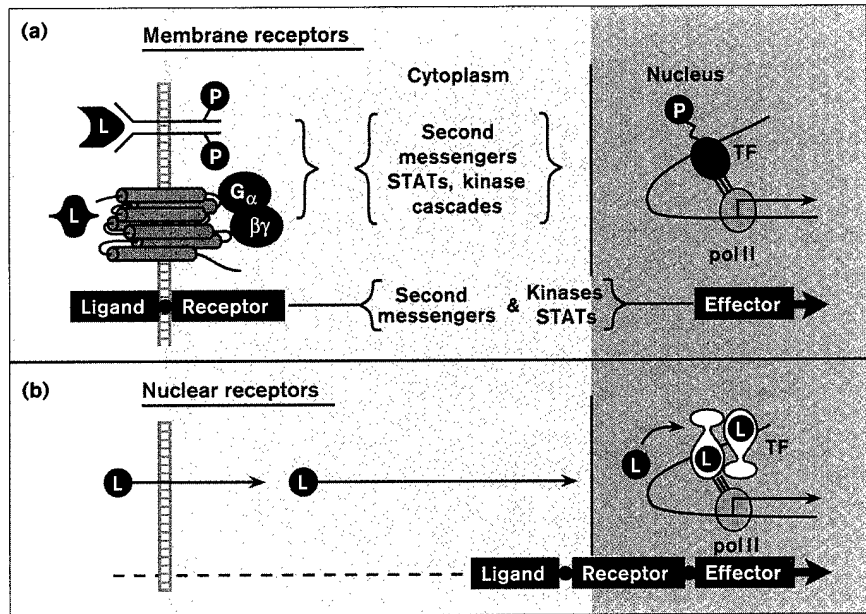 (a)
Membrane receptors
Cytoplasm
Nucleus
P
L
P
P
TF
Second
messengers
STATs, kinase
cascades
Gα
L
βγ
pol II
Ligand
Receptor
Second
messengers
&
Kinases
STATs
Effector
(b)
Nuclear receptors
L
L
L
L
L
TF
pol II
Ligand
Receptor
Effector